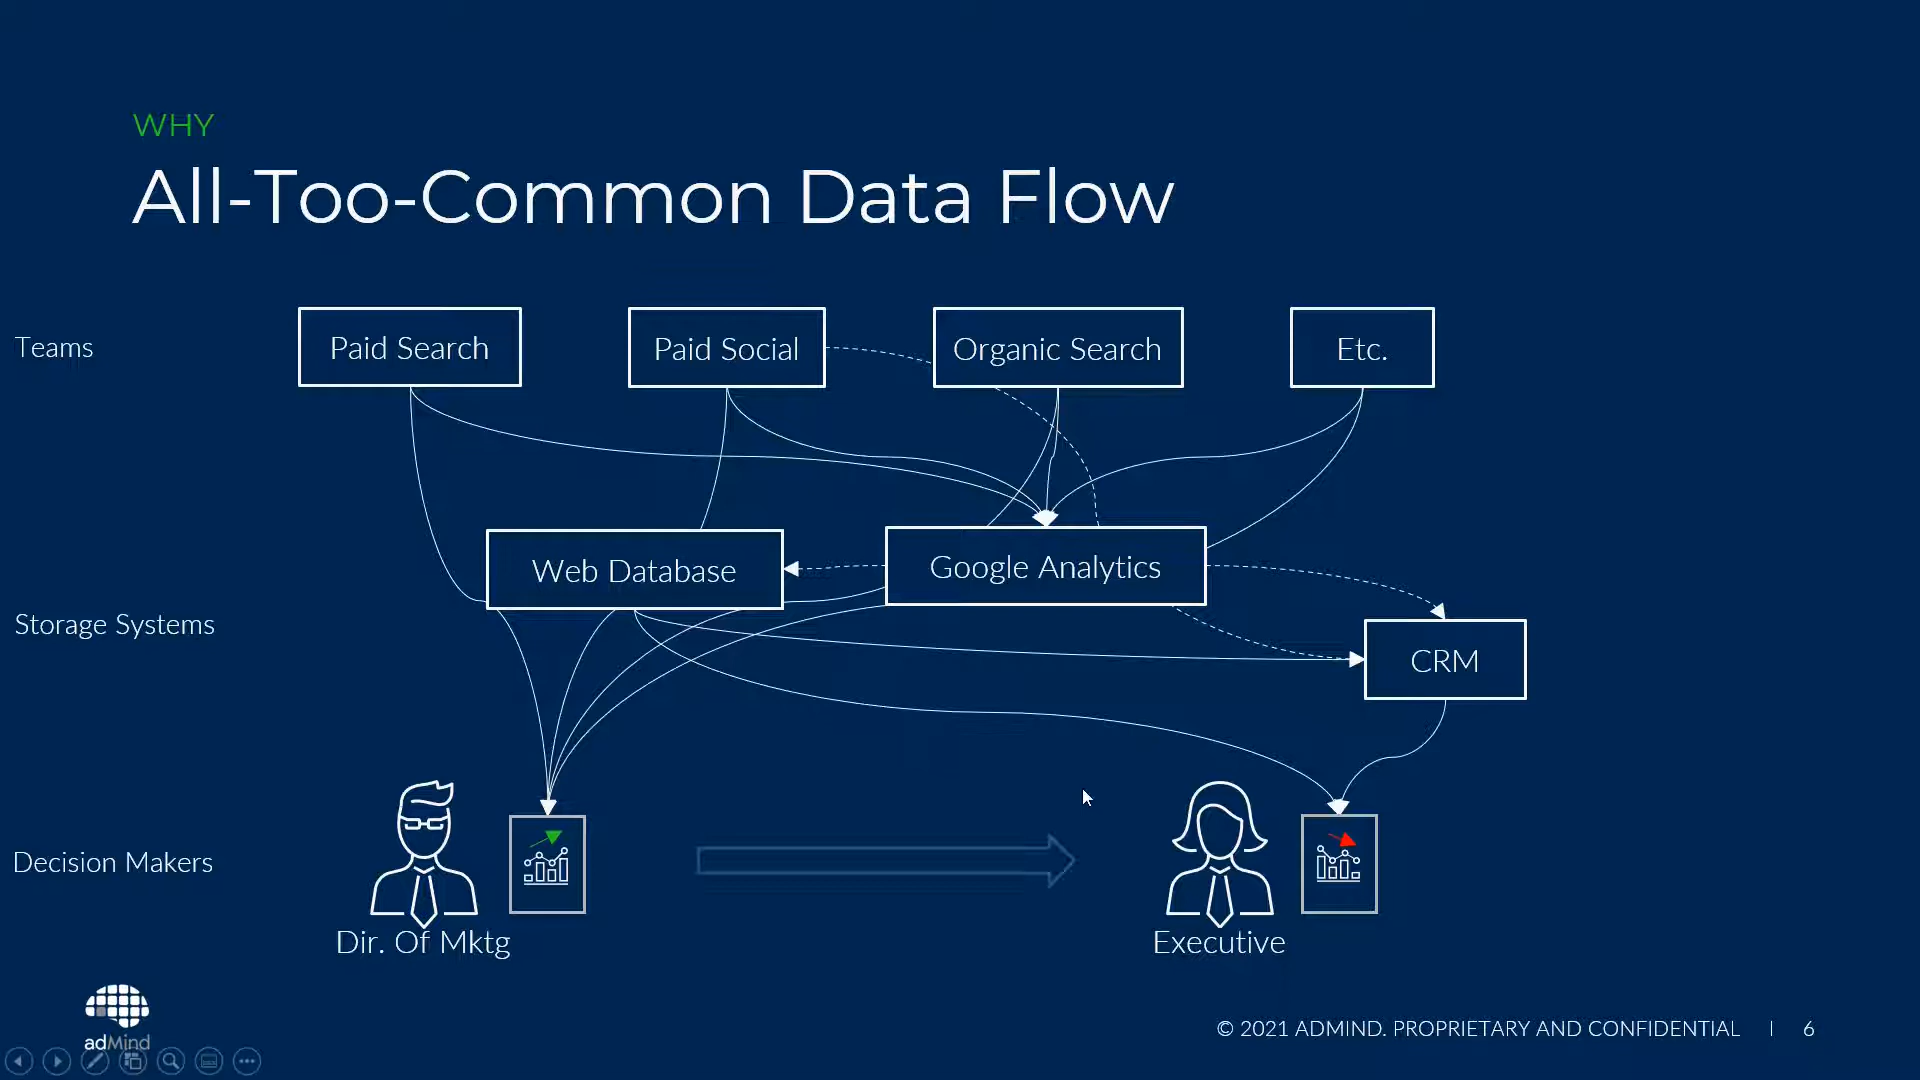 WHY
All-Too-Common Data Flow
Teams
Paid Search
Paid Social
Organic Search
Etc.
Web Database
Google Analytics
Storage Systems
CRM
Decision Makers
Dir. Of Mktg
Executive
adMind
© 2021 ADMIND. PROPRIETARY AND CONFIDENTIAL | 6